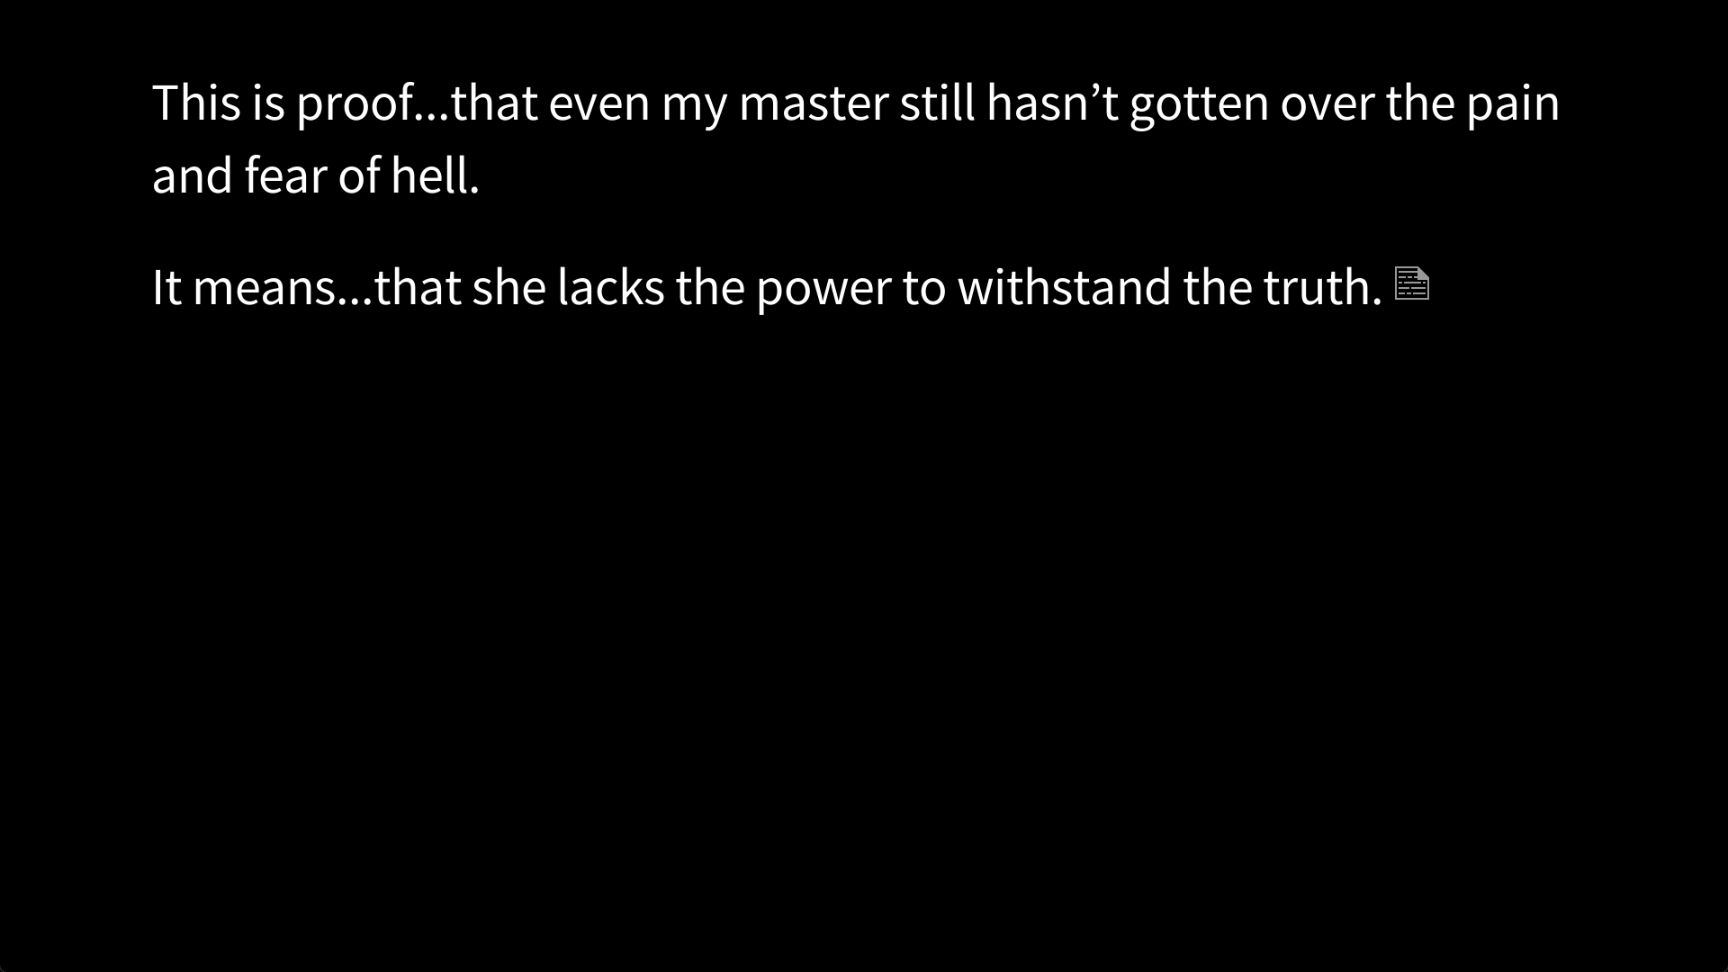 This is proof...that even my master still hasn’t gotten over the pain
and fear of hell.
It means...that she lacks the power to withstand the truth.